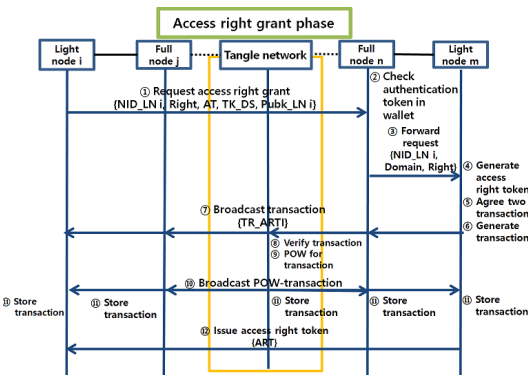 Access right grant phase
Light
node i
Full
node j
Tangle network
Full
node n
Light
node m
① Request access right grant
{NID_LN i, Right, AT, TK_DS, Pubk_LN i}
② Check
authentication
token in
wallet
③ Forward
request
{NID_LN i,
Domain, Right}
④ Generate
access
right token
⑤ Agree two
transaction
⑥ Generate
transaction
⑦ Broadcast transaction
{TR_ARTI}
⑧ Verify transaction
⑨ POW for
transaction
⑩ Broadcast POW-transaction
⑪ Store
transaction
⑪ Store
transaction
⑪ Store
transaction
⑪ Store
transaction
⑪ Store
transaction
⑫ Issue access right token
{ART}